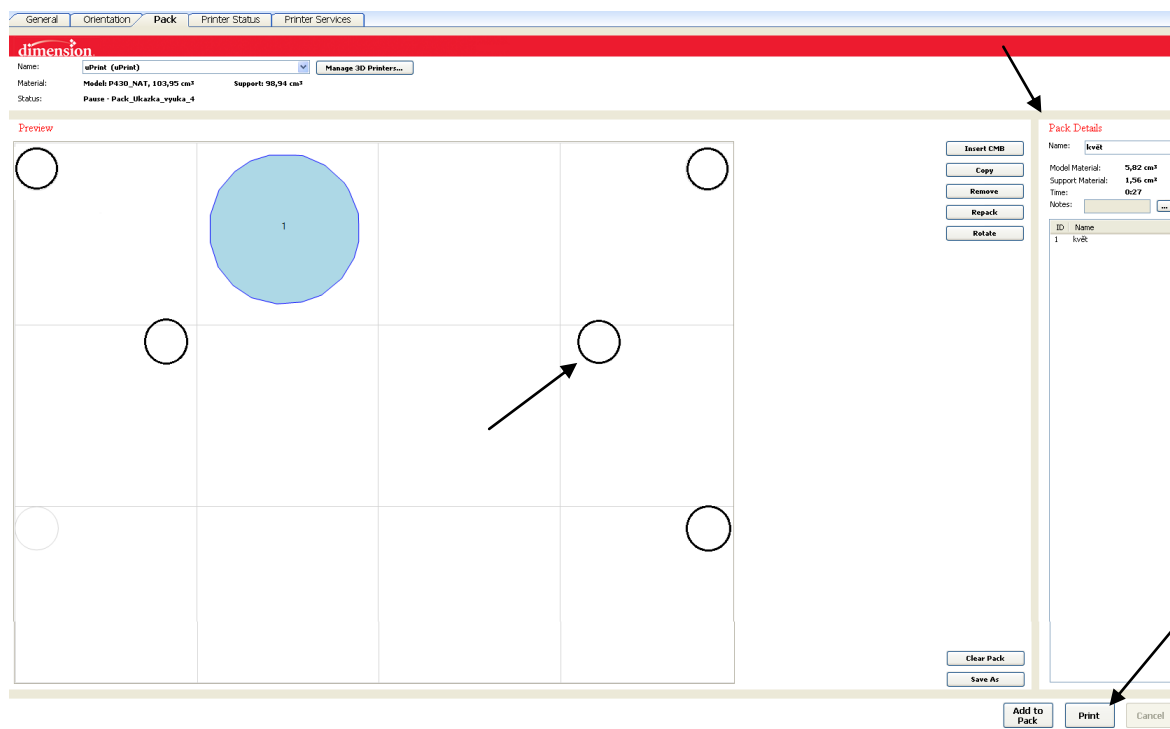 General Orientation Pack Printer Status Printer Services
dimension
Name: uPrint (uPrint) Manage 3D Printers...
Material: Model: P430_NAT, 103,95 cm³ Support: 98,94 cm³
Status: Pause - Pack_Ukazka_vyuka_4
Preview
1
Insert CMB
Copy
Remove
Repack
Rotate
Clear Pack
Save As
Pack Details
Name: květ
Model Material: 5,82 cm³
Support Material: 1,56 cm³
Time: 0:27
Notes: ...
ID Name
1 květ
Add to Pack Print Cancel